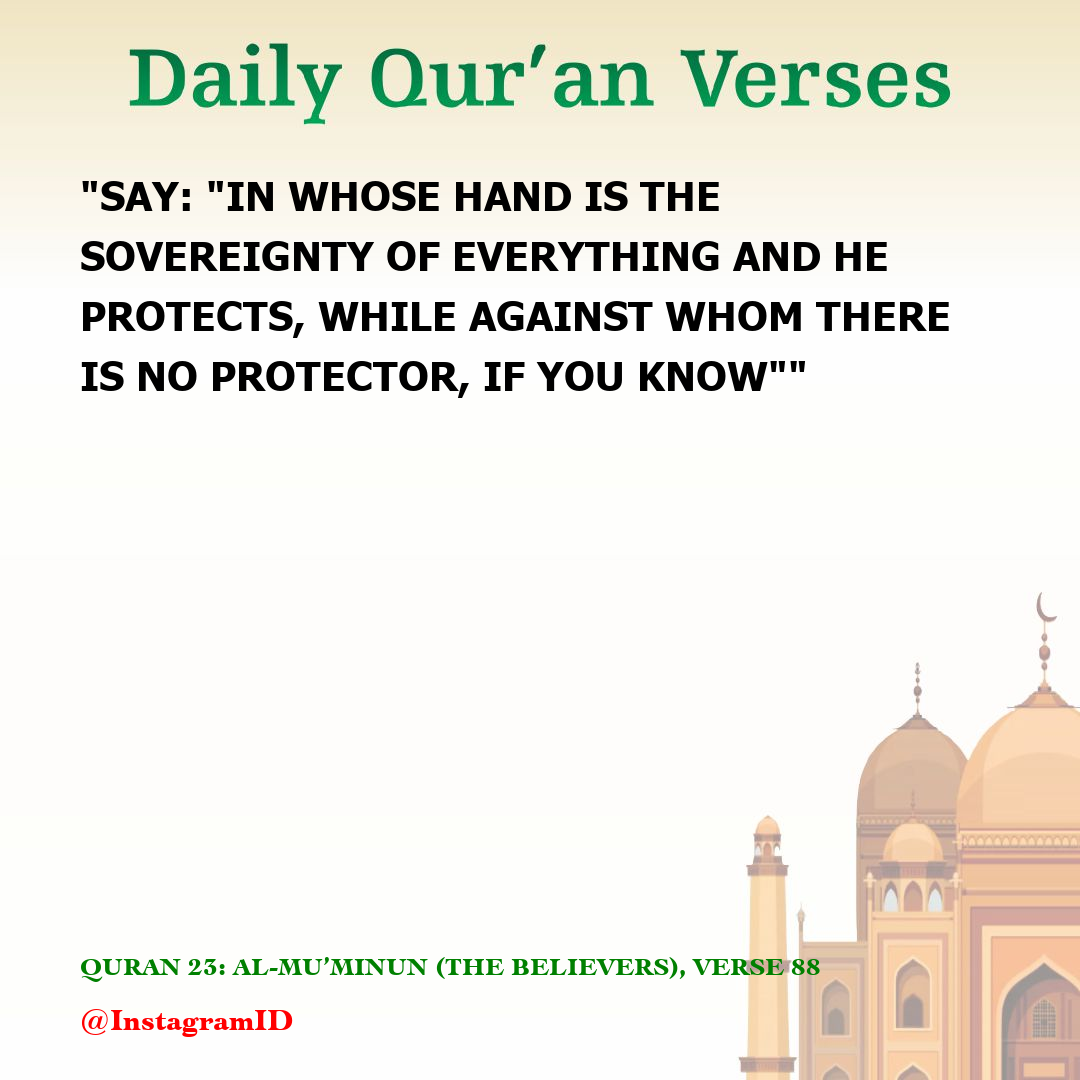 Daily Qur’an Verses
"SAY: "IN WHOSE HAND IS THE
SOVEREIGNTY OF EVERYTHING AND HE
PROTECTS, WHILE AGAINST WHOM THERE
IS NO PROTECTOR, IF YOU KNOW""
QURAN 23: AL-MU’MINUN (THE BELIEVERS), VERSE 88
@InstagramID